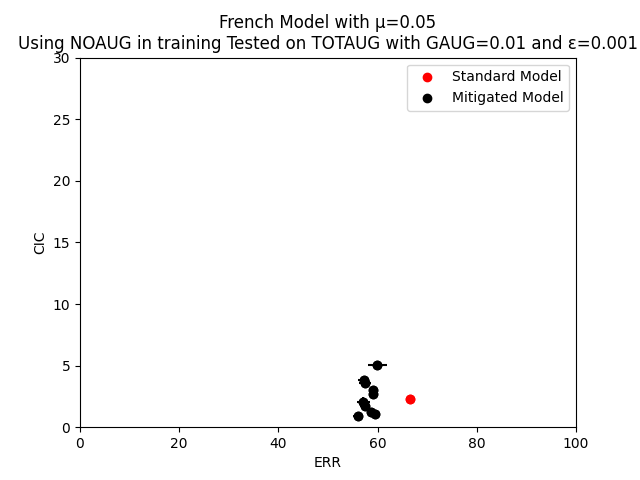 French Model with μ=0.05
Using NOAUG in training Tested on TOTAUG with GAUG=0.01 and ε=0.001
Standard Model
Mitigated Model
30
25
20
15
10
5
0
CIC
0 20 40 60 80 100
ERR